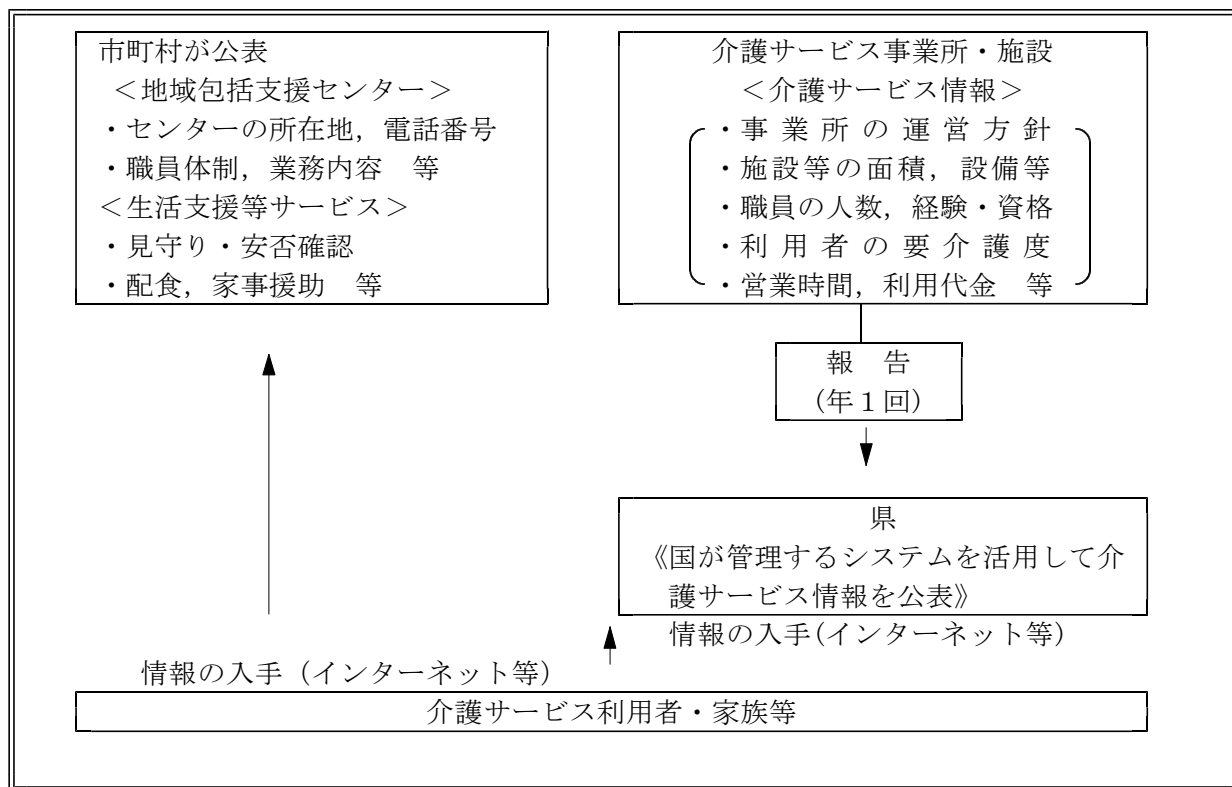 市町村が公表
＜地域包括支援センター＞
・センターの所在地，電話番号
・職員体制，業務内容　等
＜生活支援等サービス＞
・見守り・安否確認
・配食，家事援助　等
介護サービス事業所・施設
＜介護サービス情報＞
・事業所の運営方針
・施設等の面積，設備等
・職員の人数，経験・資格
・利用者の要介護度
・営業時間，利用代金　等
報　告
（年１回）
県
《国が管理するシステムを活用して介
護サービス情報を公表》
情報の入手（インターネット等）
情報の入手（インターネット等）
介護サービス利用者・家族等